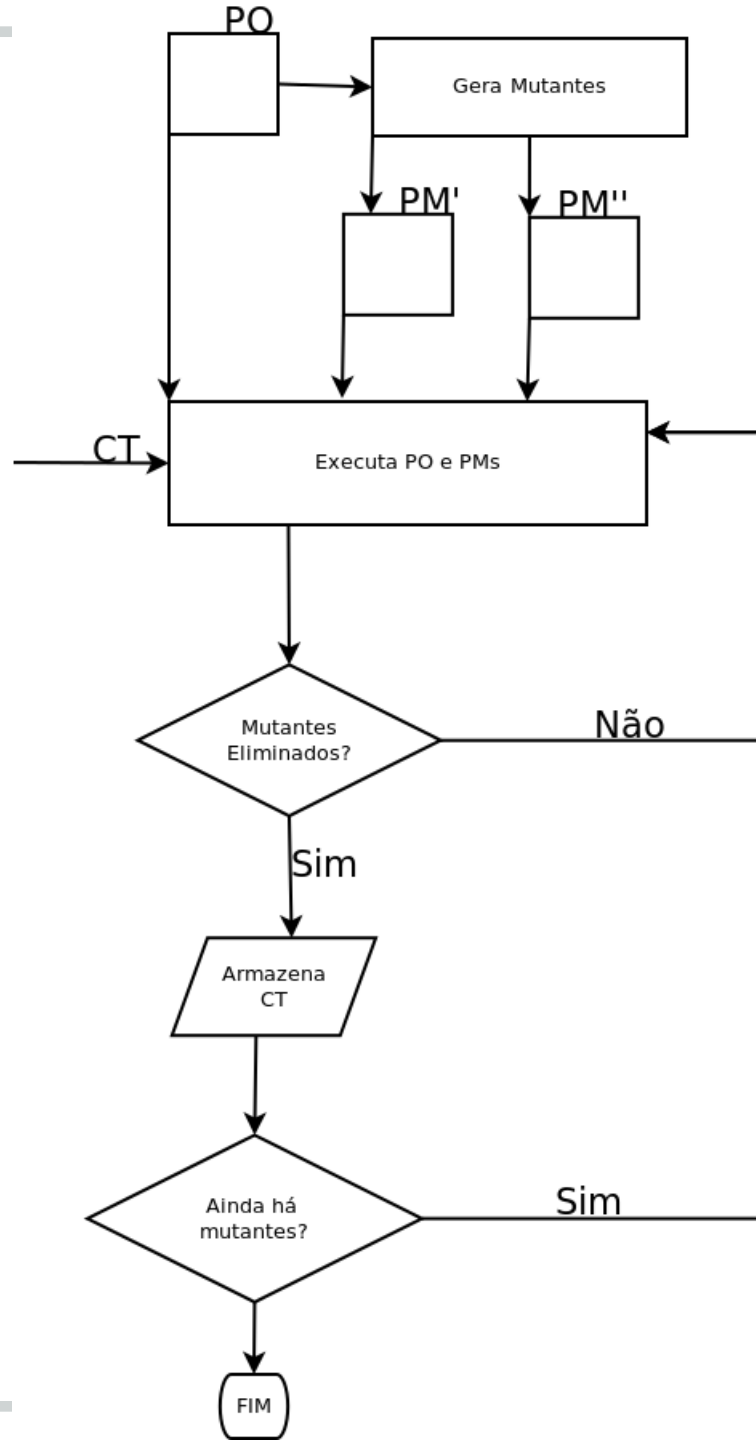 PO
Gera Mutantes
PM'
PM''
CT
Executa PO e PMs
Mutantes
Eliminados?
Não
Sim
Armazena
CT
Ainda há
mutantes?
Sim
FIM